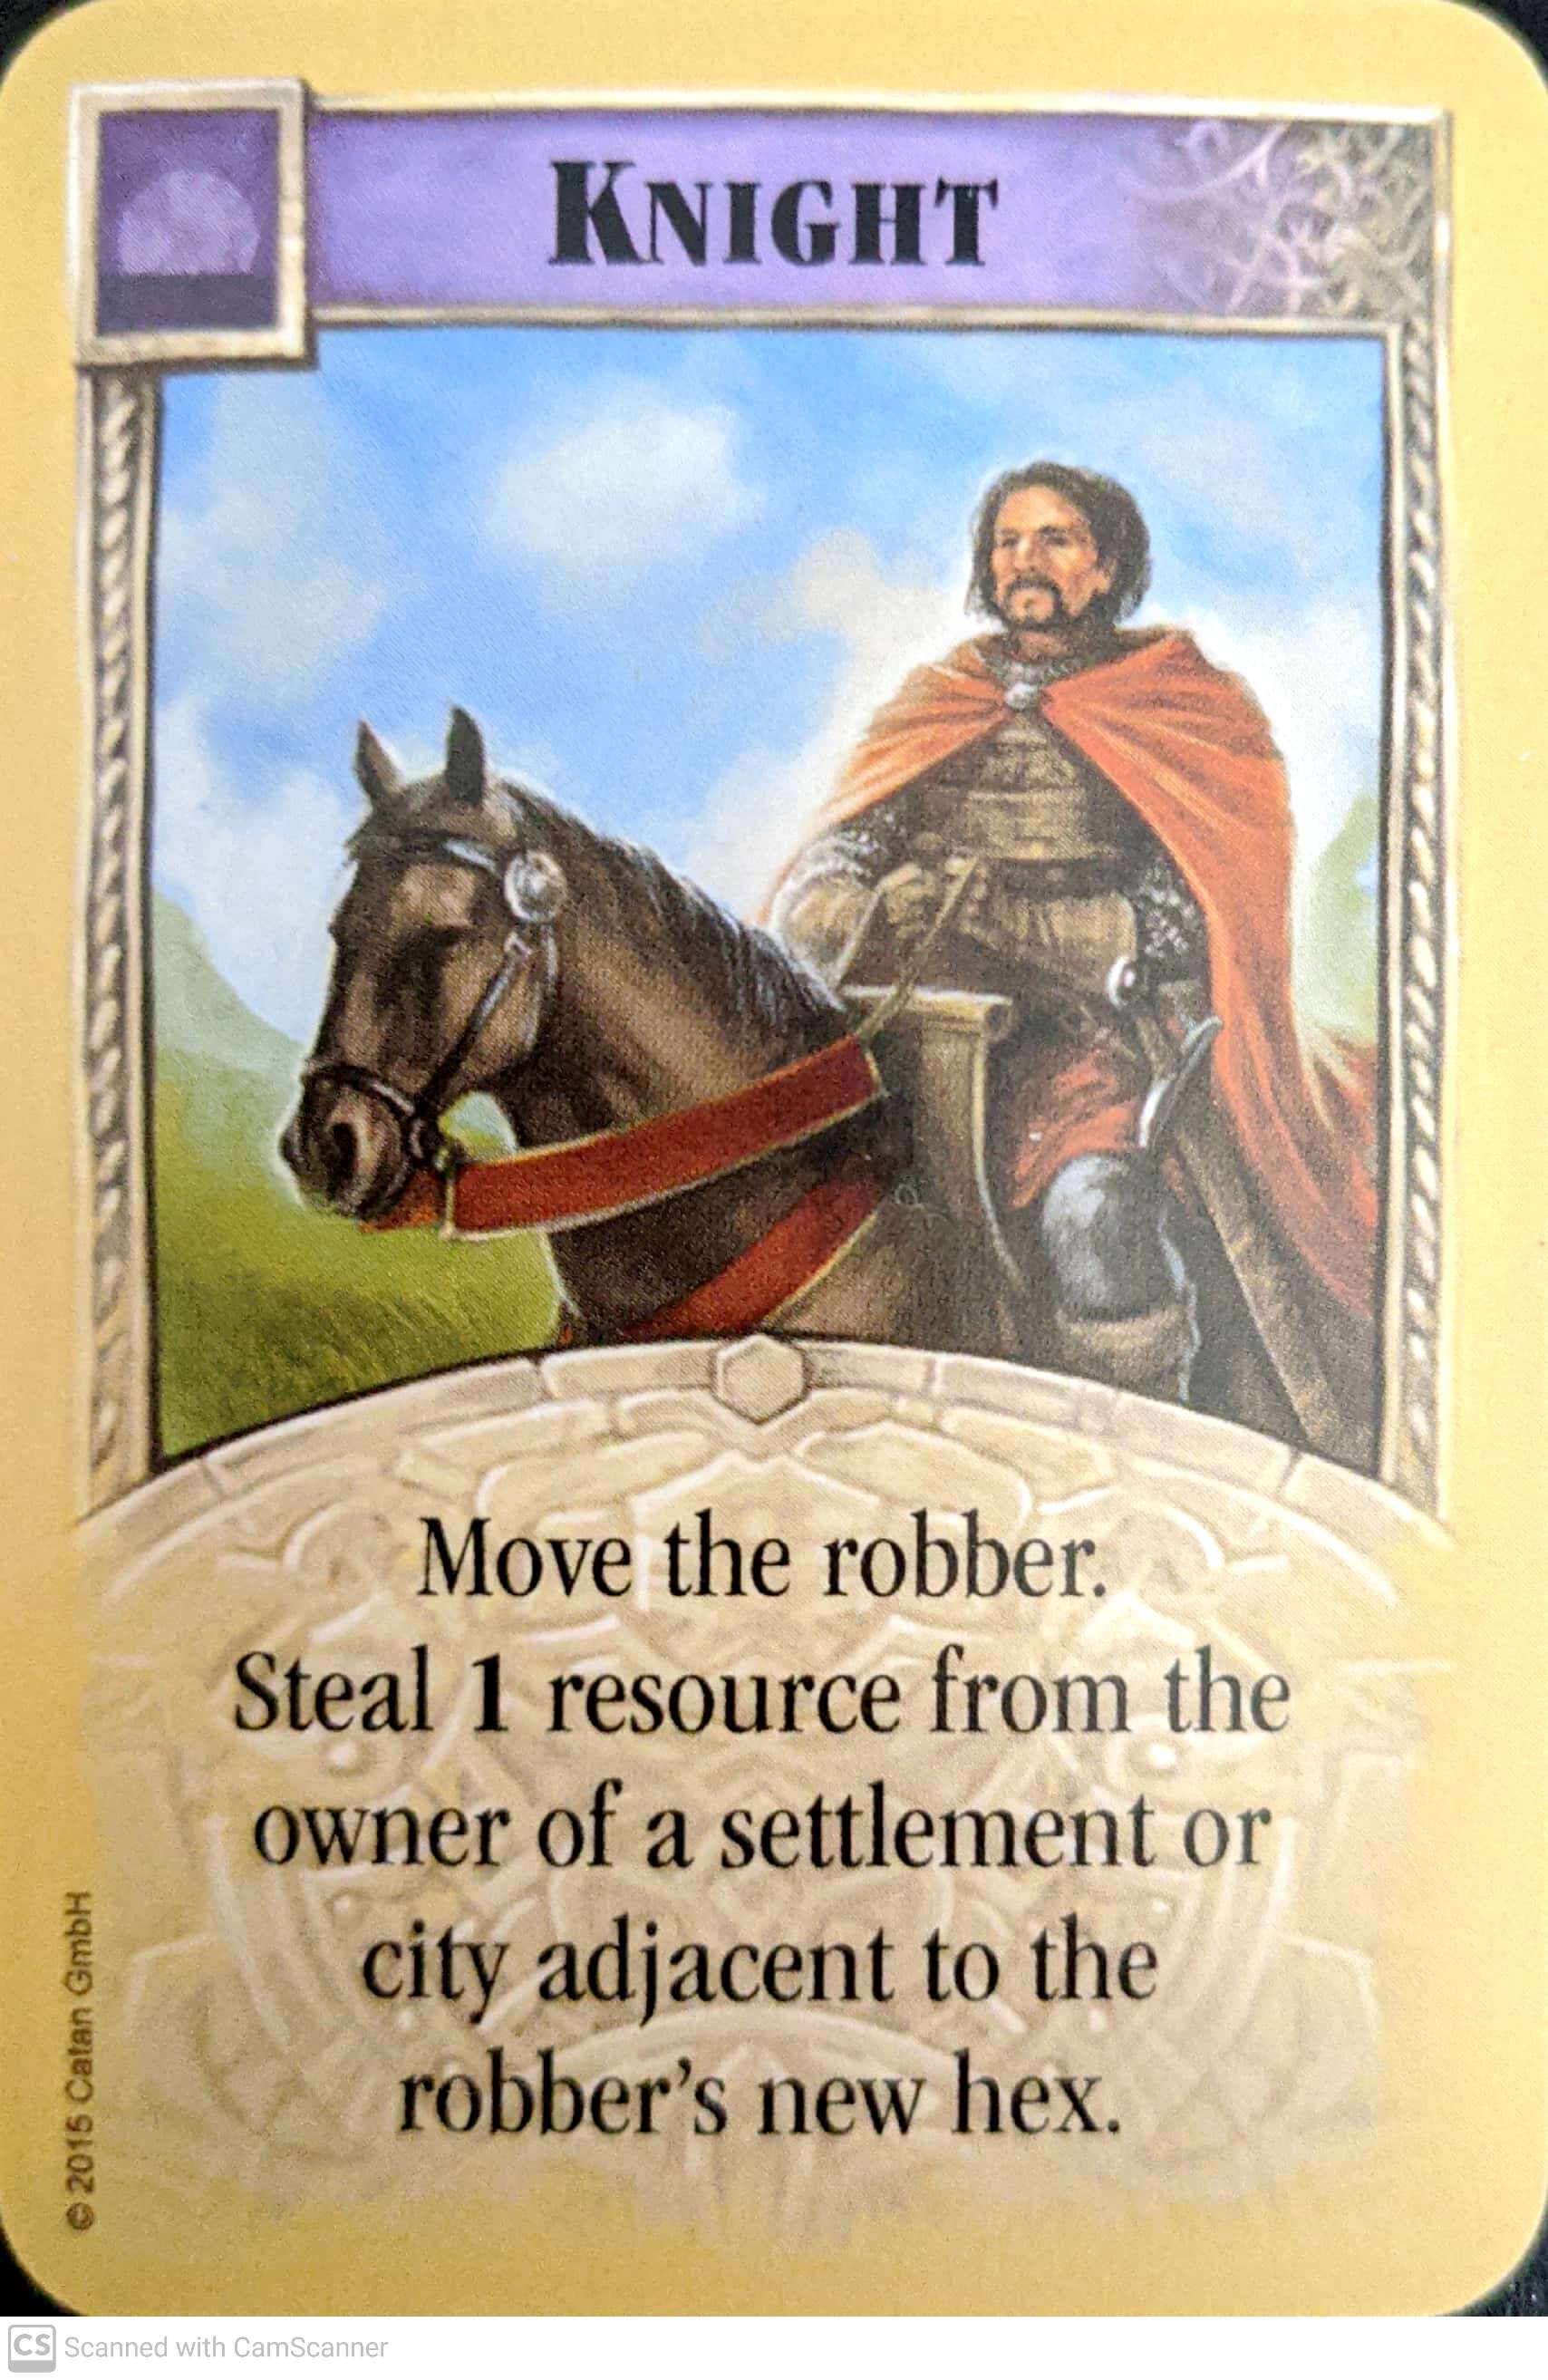 KNIGHT
Move the robber.
Steal 1 resource from the
owner of a settlement or
city adjacent to the
robber's new hex.
© 2015 Catan GmbH
CS Scanned with CamScanner